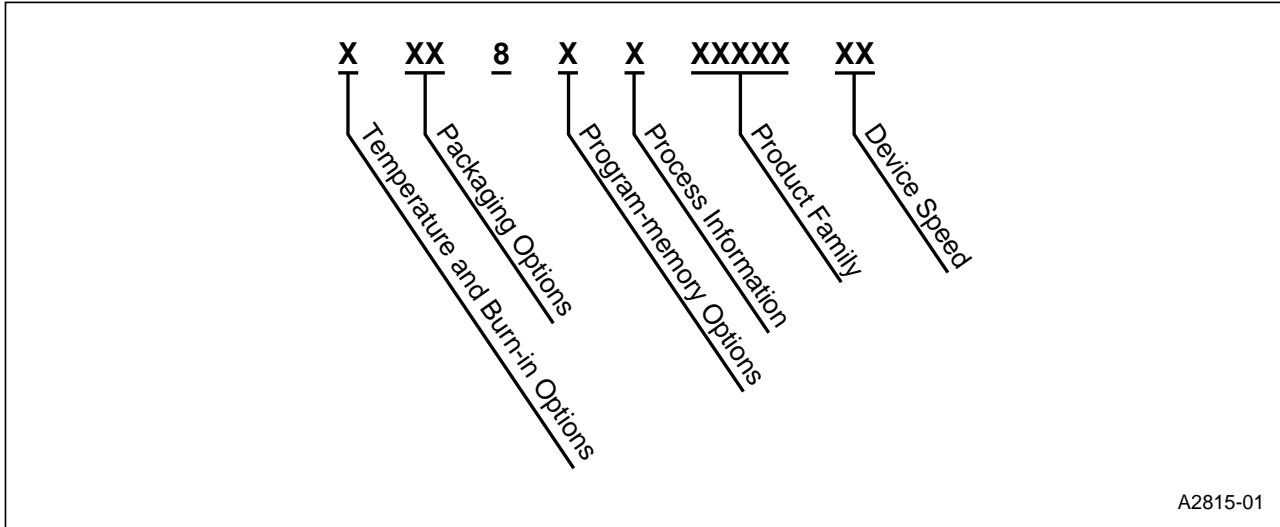 X XX 8 X X XXXXX XX
Temperature and Burn-in Options
Packaging Options
Program-memory Options
Process Information
Product Family
Device Speed
A2815-01